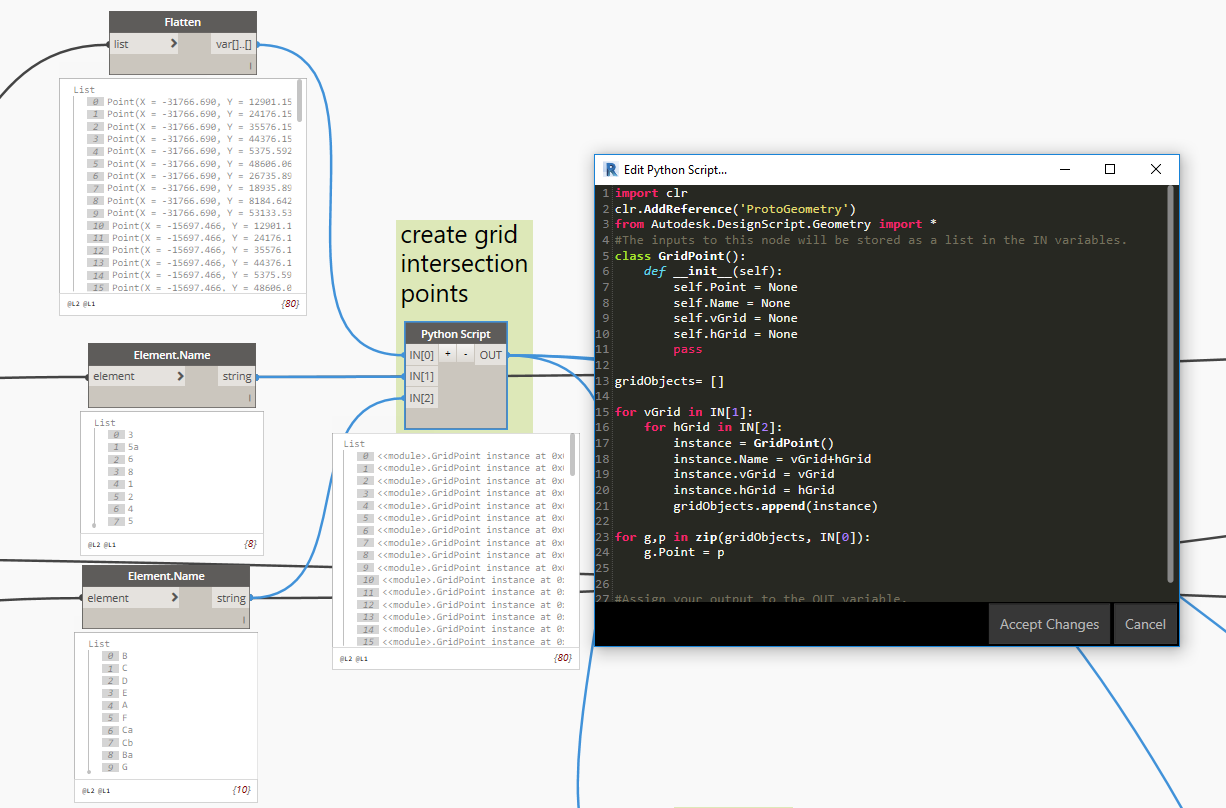 Flatten
list > var[]..[]
l
List
0 Point(X = -31766.690, Y = 12901.15
1 Point(X = -31766.690, Y = 24176.15
2 Point(X = -31766.690, Y = 35576.15
3 Point(X = -31766.690, Y = 44376.15
4 Point(X = -31766.690, Y = 5375.592
5 Point(X = -31766.690, Y = 48606.06
6 Point(X = -31766.690, Y = 26735.89
7 Point(X = -31766.690, Y = 18935.89
8 Point(X = -31766.690, Y = 8184.642
9 Point(X = -31766.690, Y = 53133.53
10 Point(X = -15697.466, Y = 12901.1
11 Point(X = -15697.466, Y = 24176.1
12 Point(X = -15697.466, Y = 35576.1
13 Point(X = -15697.466, Y = 44376.1
14 Point(X = -15697.466, Y = 5375.59
15 Point(X = -15697.466, Y = 48606.0
@L2 @L1 {80}
Element.Name
element > string
l
List
0 3
1 5a
2 6
3 8
4 1
5 2
6 4
7 5
@L2 @L1 {8}
Element.Name
element > string
l
List
0 B
1 C
2 D
3 E
4 A
5 F
6 Ca
7 Cb
8 Ba
9 G
@L2 @L1 {10}
create grid
intersection
points
Python Script
IN[0] + - OUT
IN[1]
IN[2]
List
0 <<module>.GridPoint instance at 0x
1 <<module>.GridPoint instance at 0x
2 <<module>.GridPoint instance at 0x
3 <<module>.GridPoint instance at 0x
4 <<module>.GridPoint instance at 0x
5 <<module>.GridPoint instance at 0x
6 <<module>.GridPoint instance at 0x
7 <<module>.GridPoint instance at 0x
8 <<module>.GridPoint instance at 0x
9 <<module>.GridPoint instance at 0x
10 <<module>.GridPoint instance at 0
11 <<module>.GridPoint instance at 0
12 <<module>.GridPoint instance at 0
13 <<module>.GridPoint instance at 0
14 <<module>.GridPoint instance at 0
15 <<module>.GridPoint instance at 0
@L2 @L1 {80}
R Edit Python Script...
1 import clr
2 clr.AddReference('ProtoGeometry')
3 from Autodesk.DesignScript.Geometry import *
4 #The inputs to this node will be stored as a list in the IN variables.
5 class GridPoint():
6 def __init__(self):
7 self.Point = None
8 self.Name = None
9 self.vGrid = None
10 self.hGrid = None
11 pass
12
13 gridObjects= []
14
15 for vGrid in IN[1]:
16 for hGrid in IN[2]:
17 instance = GridPoint()
18 instance.Name = vGrid+hGrid
19 instance.vGrid = vGrid
20 instance.hGrid = hGrid
21 gridObjects.append(instance)
22
23 for g,p in zip(gridObjects, IN[0]):
24 g.Point = p
25
26
27 #Assign your output to the OUT variable.
Accept Changes Cancel